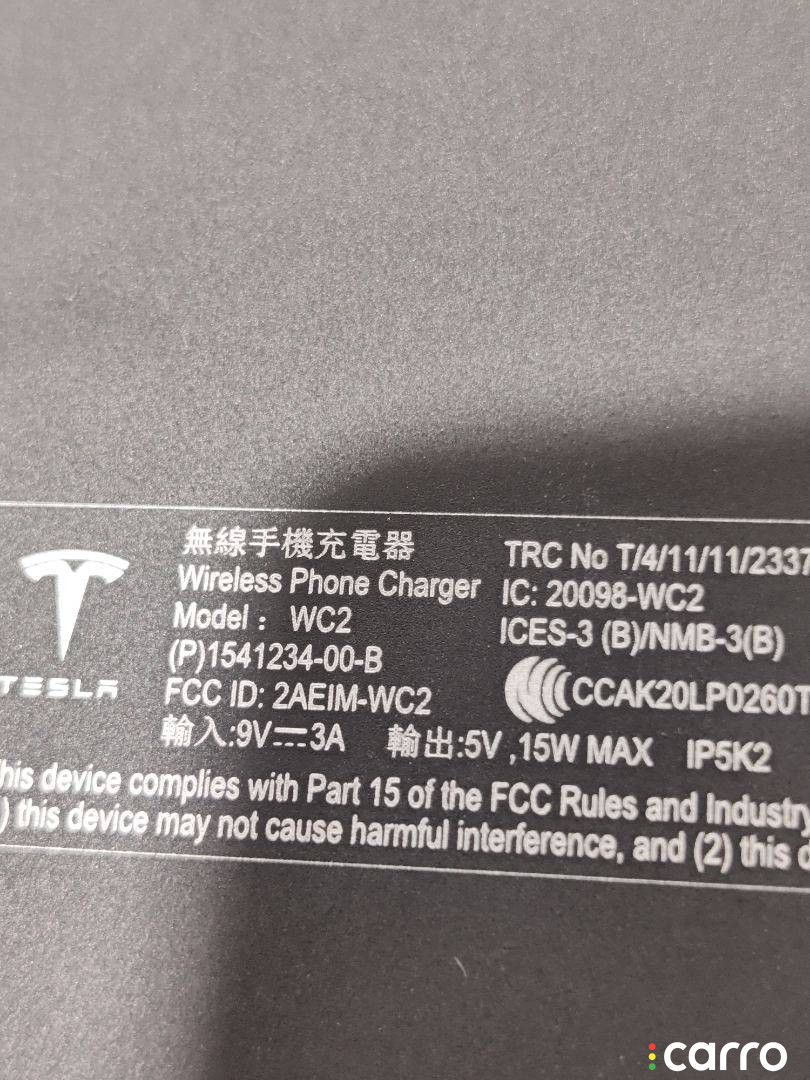 無線手機充電器
Wireless Phone Charger
Model : WC2
(P)1541234-00-B
FCC ID: 2AEIM-WC2
輸入:9V⎓3A 輸出:5V ,15W MAX IP5K2
TRC No T/4/11/11/2337
IC: 20098-WC2
ICES-3 (B)/NMB-3(B)
CCAK20LP0260T
TESLA
his device complies with Part 15 of the FCC Rules and Industry
) this device may not cause harmful interference, and (2) this
carro